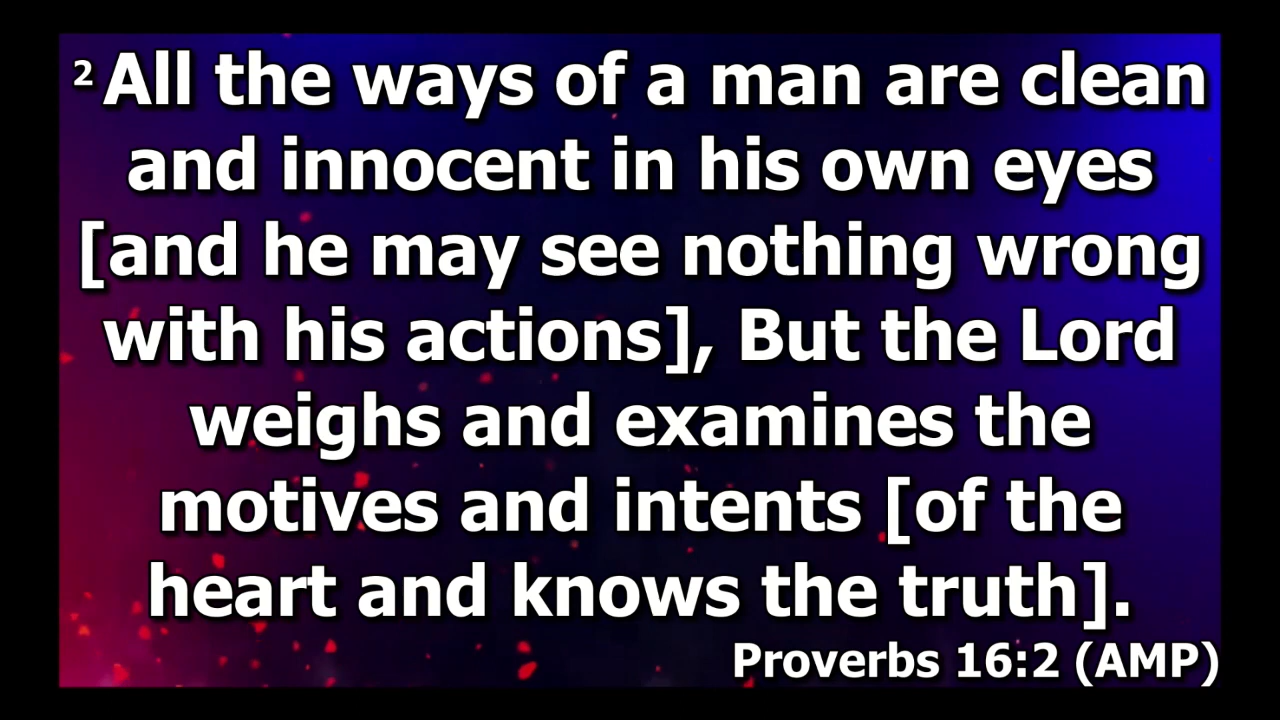 2 All the ways of a man are clean
and innocent in his own eyes
[and he may see nothing wrong
with his actions], But the Lord
weighs and examines the
motives and intents [of the
heart and knows the truth].
Proverbs 16:2 (AMP)